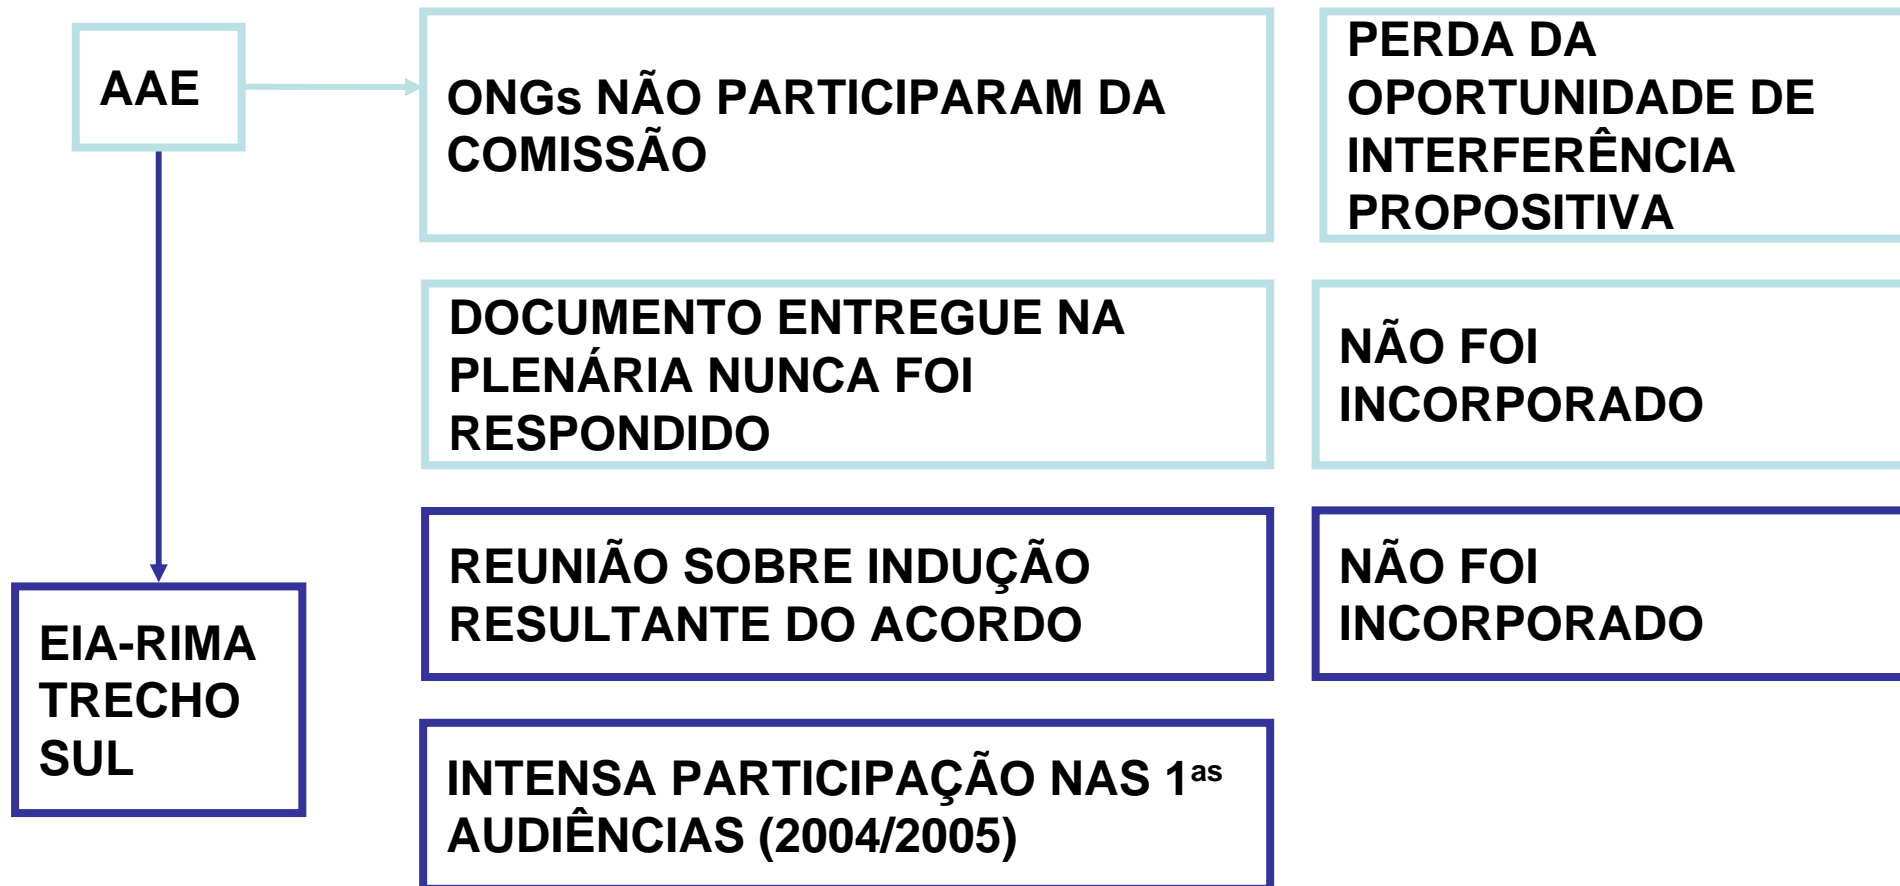 AAE
ONGs NÃO PARTICIPARAM DA
COMISSÃO
PERDA DA
OPORTUNIDADE DE
INTERFERÊNCIA
PROPOSITIVA
DOCUMENTO ENTREGUE NA
PLENÁRIA NUNCA FOI
RESPONDIDO
NÃO FOI
INCORPORADO
EIA-RIMA
TRECHO
SUL
REUNIÃO SOBRE INDUÇÃO
RESULTANTE DO ACORDO
NÃO FOI
INCORPORADO
INTENSA PARTICIPAÇÃO NAS 1as
AUDIÊNCIAS (2004/2005)